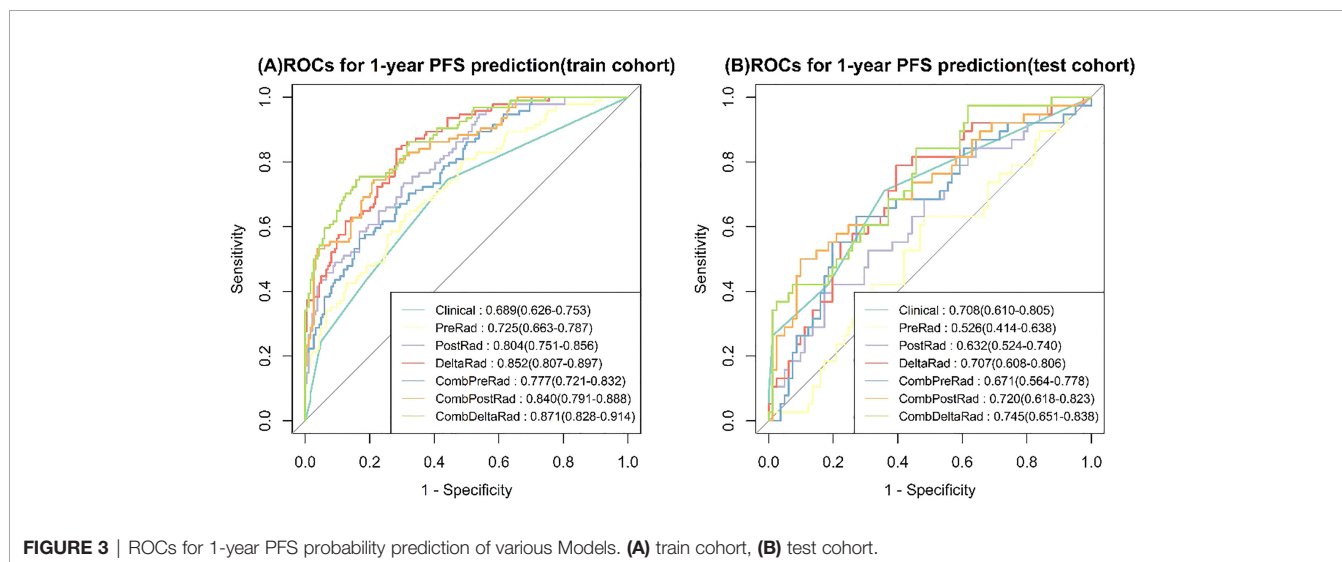 (A)ROCs for 1-year PFS prediction(train cohort)
Sensitivity
1.0
0.8
0.6
0.4
0.2
0.0
Clinical : 0.689(0.626-0.753)
PreRad : 0.725(0.663-0.787)
PostRad : 0.804(0.751-0.856)
DeltaRad : 0.852(0.807-0.897)
CombPreRad : 0.777(0.721-0.832)
CombPostRad : 0.840(0.791-0.888)
CombDeltaRad : 0.871(0.828-0.914)
0.0 0.2 0.4 0.6 0.8 1.0
1 - Specificity
(B)ROCs for 1-year PFS prediction(test cohort)
Sensitivity
1.0
0.8
0.6
0.4
0.2
0.0
Clinical : 0.708(0.610-0.805)
PreRad : 0.526(0.414-0.638)
PostRad : 0.632(0.524-0.740)
DeltaRad : 0.707(0.608-0.806)
CombPreRad : 0.671(0.564-0.778)
CombPostRad : 0.720(0.618-0.823)
CombDeltaRad : 0.745(0.651-0.838)
0.0 0.2 0.4 0.6 0.8 1.0
1 - Specificity
FIGURE 3 | ROCs for 1-year PFS probability prediction of various Models. (A) train cohort, (B) test cohort.